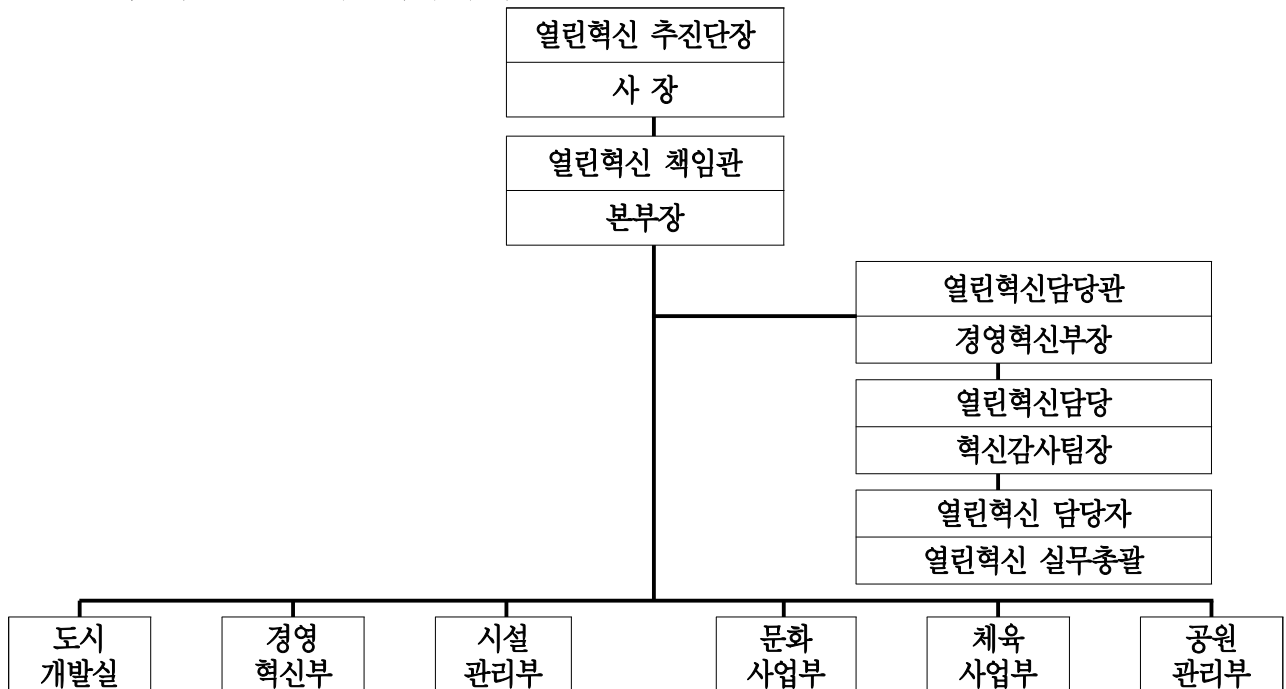 열린혁신 추진단장
사 장
열린혁신 책임관
본부장
열린혁신담당관
경영혁신부장
열린혁신담당
혁신감사팀장
열린혁신 담당자
열린혁신 실무총괄
도시
개발실
경영
혁신부
시설
관리부
문화
사업부
체육
사업부
공원
관리부